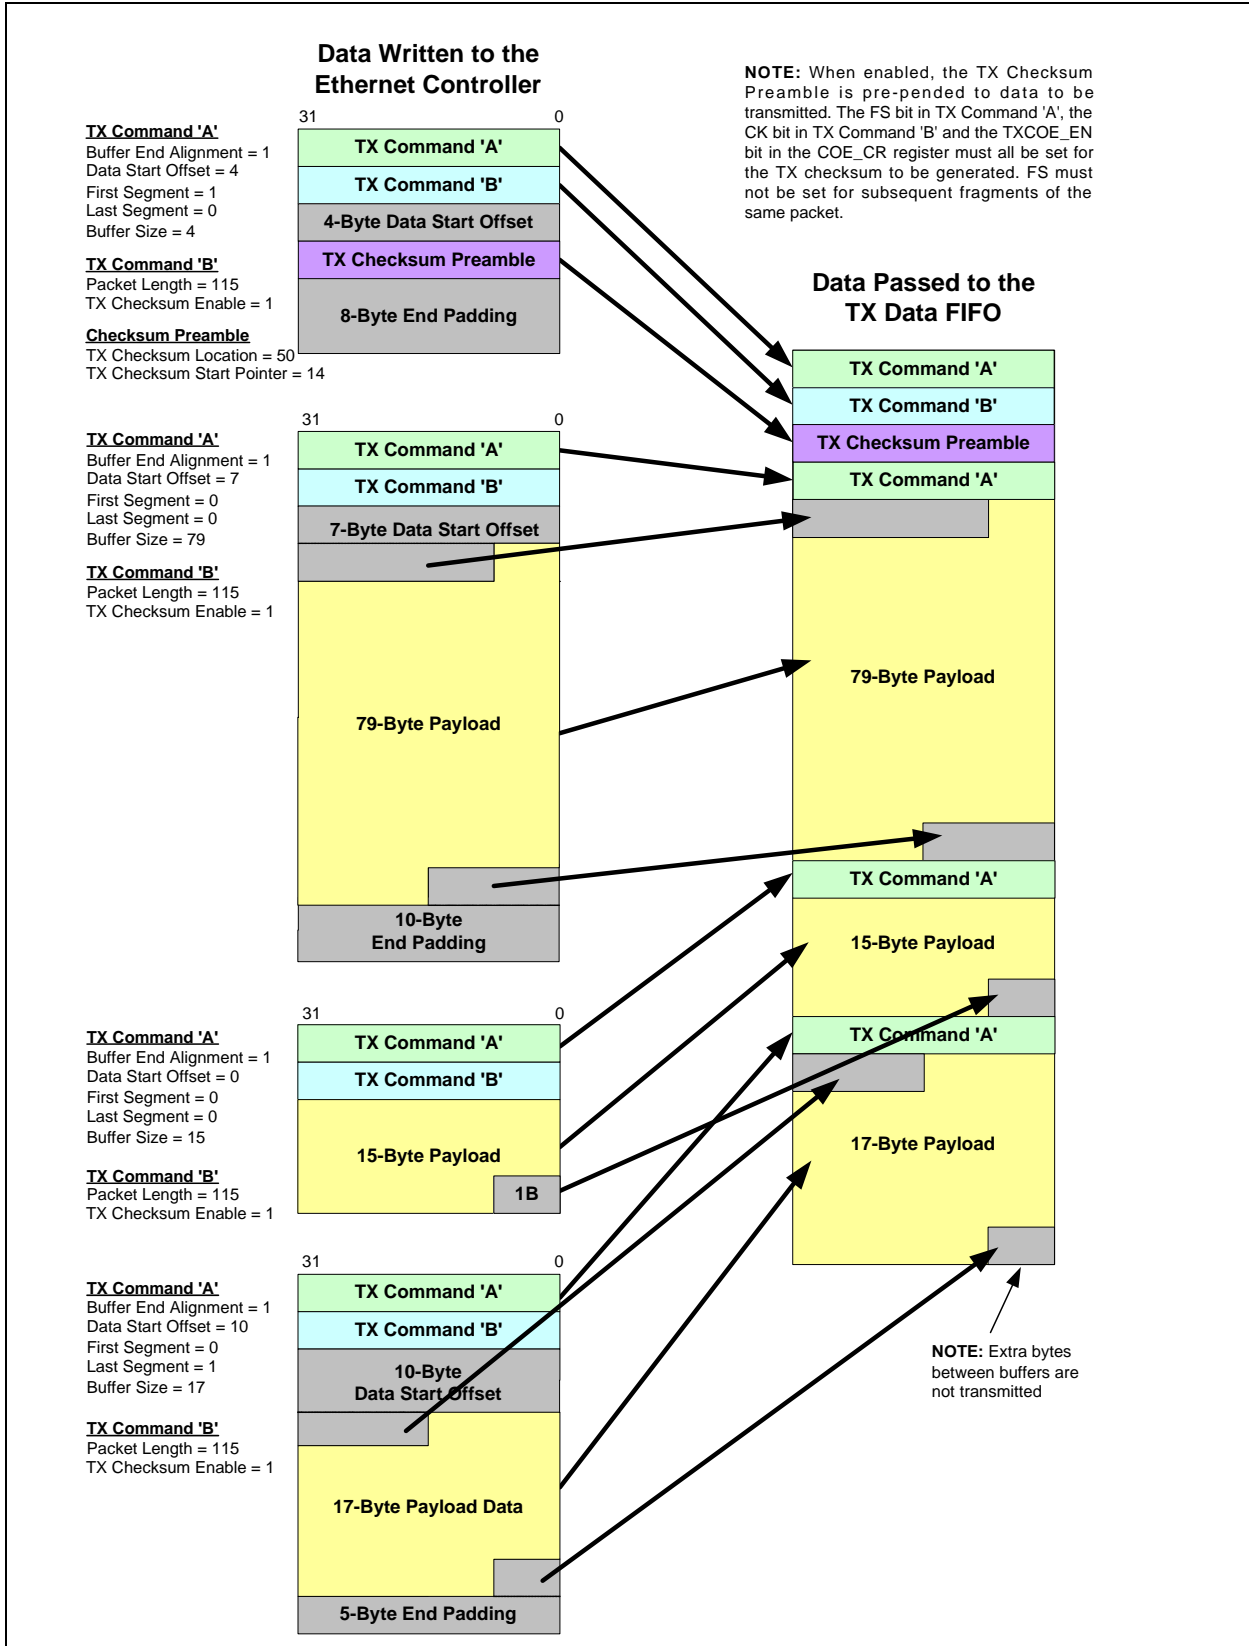 Data Written to the
Ethernet Controller
NOTE: When enabled, the TX Checksum
Preamble is pre-pended to data to be
transmitted. The FS bit in TX Command 'A', the
CK bit in TX Command 'B' and the TXCOE_EN
bit in the COE_CR register must all be set for
the TX checksum to be generated. FS must
not be set for subsequent fragments of the
same packet.
31 0
TX Command 'A'
Buffer End Alignment = 1
Data Start Offset = 4
First Segment = 1
Last Segment = 0
Buffer Size = 4
TX Command 'B'
Packet Length = 115
TX Checksum Enable = 1
Checksum Preamble
TX Checksum Location = 50
TX Checksum Start Pointer = 14
TX Command 'A'
TX Command 'B'
4-Byte Data Start Offset
TX Checksum Preamble
8-Byte End Padding
31 0
TX Command 'A'
Buffer End Alignment = 1
Data Start Offset = 7
First Segment = 0
Last Segment = 0
Buffer Size = 79
TX Command 'B'
Packet Length = 115
TX Checksum Enable = 1
TX Command 'A'
TX Command 'B'
7-Byte Data Start Offset
79-Byte Payload
10-Byte
End Padding
31 0
TX Command 'A'
Buffer End Alignment = 1
Data Start Offset = 0
First Segment = 0
Last Segment = 0
Buffer Size = 15
TX Command 'B'
Packet Length = 115
TX Checksum Enable = 1
TX Command 'A'
TX Command 'B'
15-Byte Payload
1B
31 0
TX Command 'A'
Buffer End Alignment = 1
Data Start Offset = 10
First Segment = 0
Last Segment = 1
Buffer Size = 17
TX Command 'B'
Packet Length = 115
TX Checksum Enable = 1
TX Command 'A'
TX Command 'B'
10-Byte
Data Start Offset
17-Byte Payload Data
5-Byte End Padding
Data Passed to the
TX Data FIFO
TX Command 'A'
TX Command 'B'
TX Checksum Preamble
TX Command 'A'
79-Byte Payload
TX Command 'A'
15-Byte Payload
TX Command 'A'
17-Byte Payload
NOTE: Extra bytes
between buffers are
not transmitted